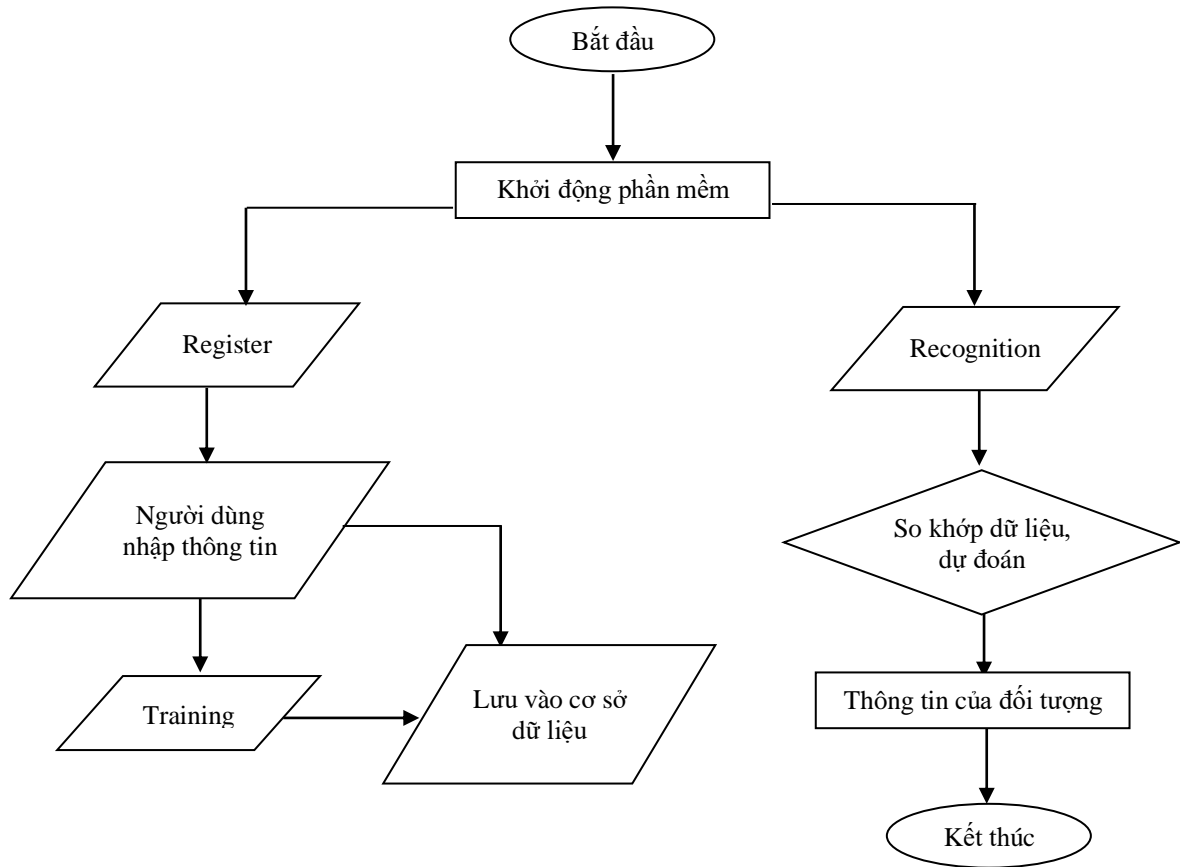 Bắt đầu
Khởi động phần mềm
Register
Recognition
Người dùng
nhập thông tin
So khớp dữ liệu,
dự đoán
Training
Lưu vào cơ sở
dữ liệu
Thông tin của đối tượng
Kết thúc